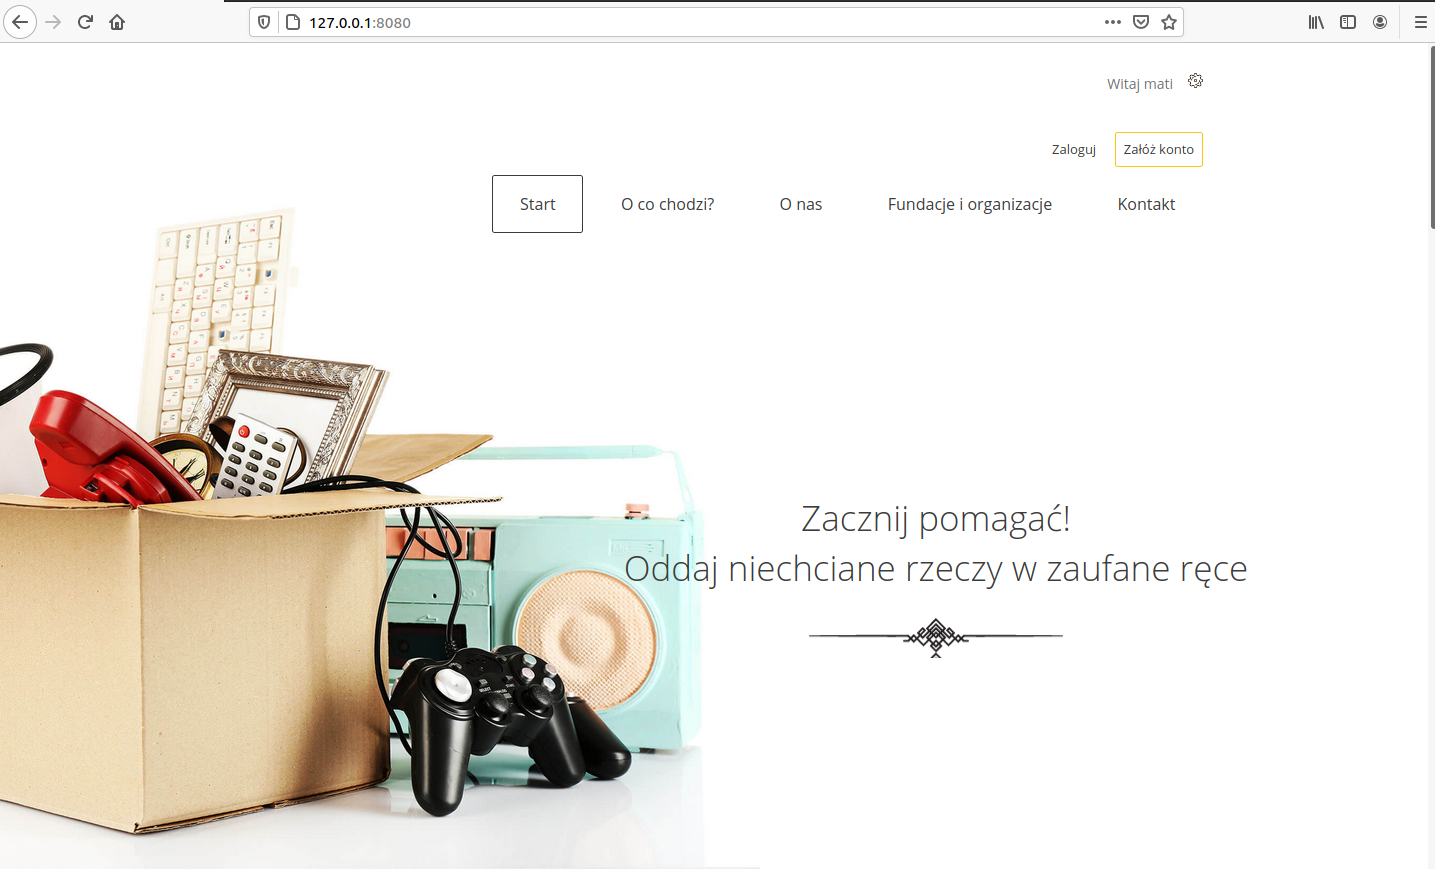 127.0.0.1:8080
Witaj mati
Zaloguj Załóż konto
Start O co chodzi? O nas Fundacje i organizacje Kontakt
Zacznij pomagać!
Oddaj niechciane rzeczy w zaufane ręce